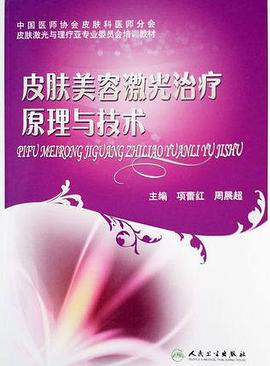 中国医师协会皮肤科医师分会
皮肤激光与理疗亚专业委员会培训教材
皮肤美容激光治疗
原理与技术
PIFU MEIRONG JIGUANG ZHILIAO YUANLI YU JISHU
主编 项蕾红 周展超
人民卫生出版社